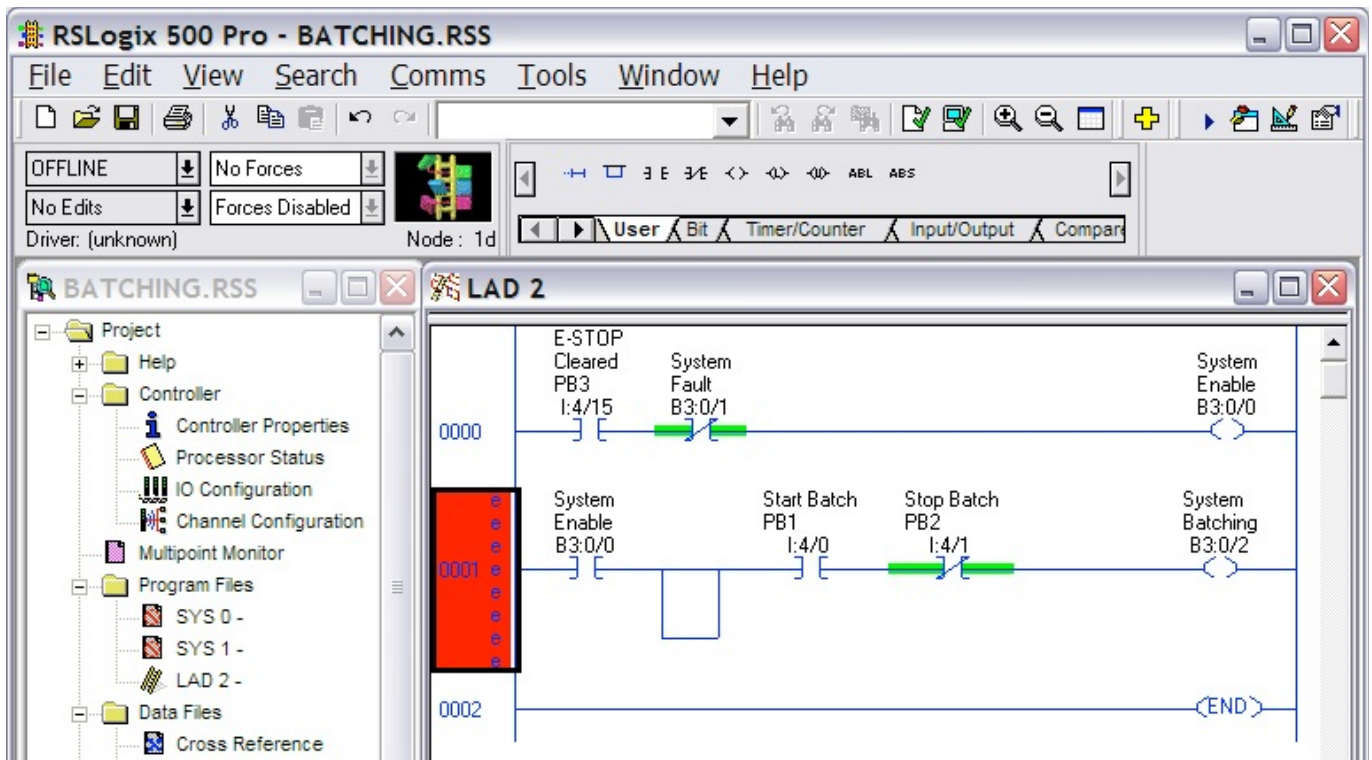 RSLogix 500 Pro - BATCHING.RSS
File Edit View Search Comms Tools Window Help
OFFLINE No Forces
No Edits Forces Disabled
Driver: (unknown) Node : 1d
ABL ABS
User Bit Timer/Counter Input/Output Compar
BATCHING.RSS
Project
Help
Controller
Controller Properties
Processor Status
IO Configuration
Channel Configuration
Multipoint Monitor
Program Files
SYS 0 -
SYS 1 -
LAD 2 -
Data Files
Cross Reference
LAD 2
E-STOP
Cleared System System
PB3 Fault Enable
I:4/15 B3:0/1 B3:0/0
0000
System Start Batch Stop Batch System
Enable PB1 PB2 Batching
B3:0/0 I:4/0 I:4/1 B3:0/2
e
e
e
0001 e
e
e
e
e
0002 END